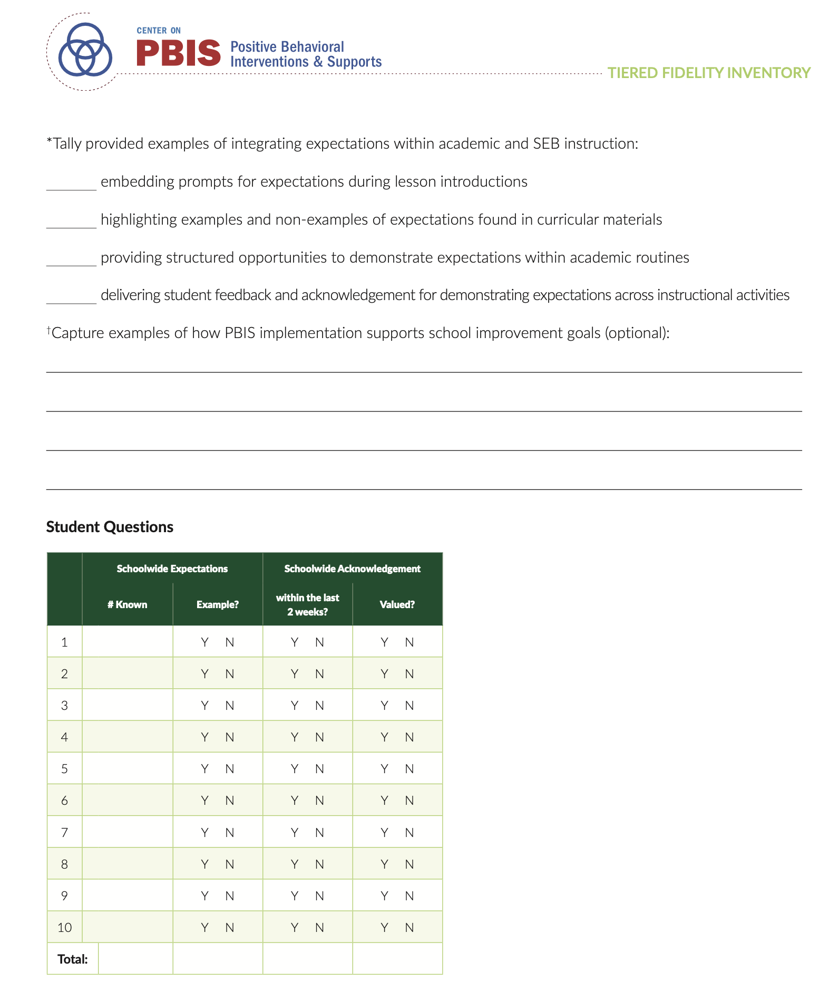 CENTER ON
PBIS Positive Behavioral
Interventions & Supports
TIERED FIDELITY INVENTORY
*Tally provided examples of integrating expectations within academic and SEB instruction:
_______ embedding prompts for expectations during lesson introductions
_______ highlighting examples and non-examples of expectations found in curricular materials
_______ providing structured opportunities to demonstrate expectations within academic routines
_______ delivering student feedback and acknowledgement for demonstrating expectations across instructional activities
†Capture examples of how PBIS implementation supports school improvement goals (optional):
Student Questions
Schoolwide Expectations Schoolwide Acknowledgement
# Known Example? within the last 2 weeks? Valued?
1 Y N Y N Y N
2 Y N Y N Y N
3 Y N Y N Y N
4 Y N Y N Y N
5 Y N Y N Y N
6 Y N Y N Y N
7 Y N Y N Y N
8 Y N Y N Y N
9 Y N Y N Y N
10 Y N Y N Y N
Total: